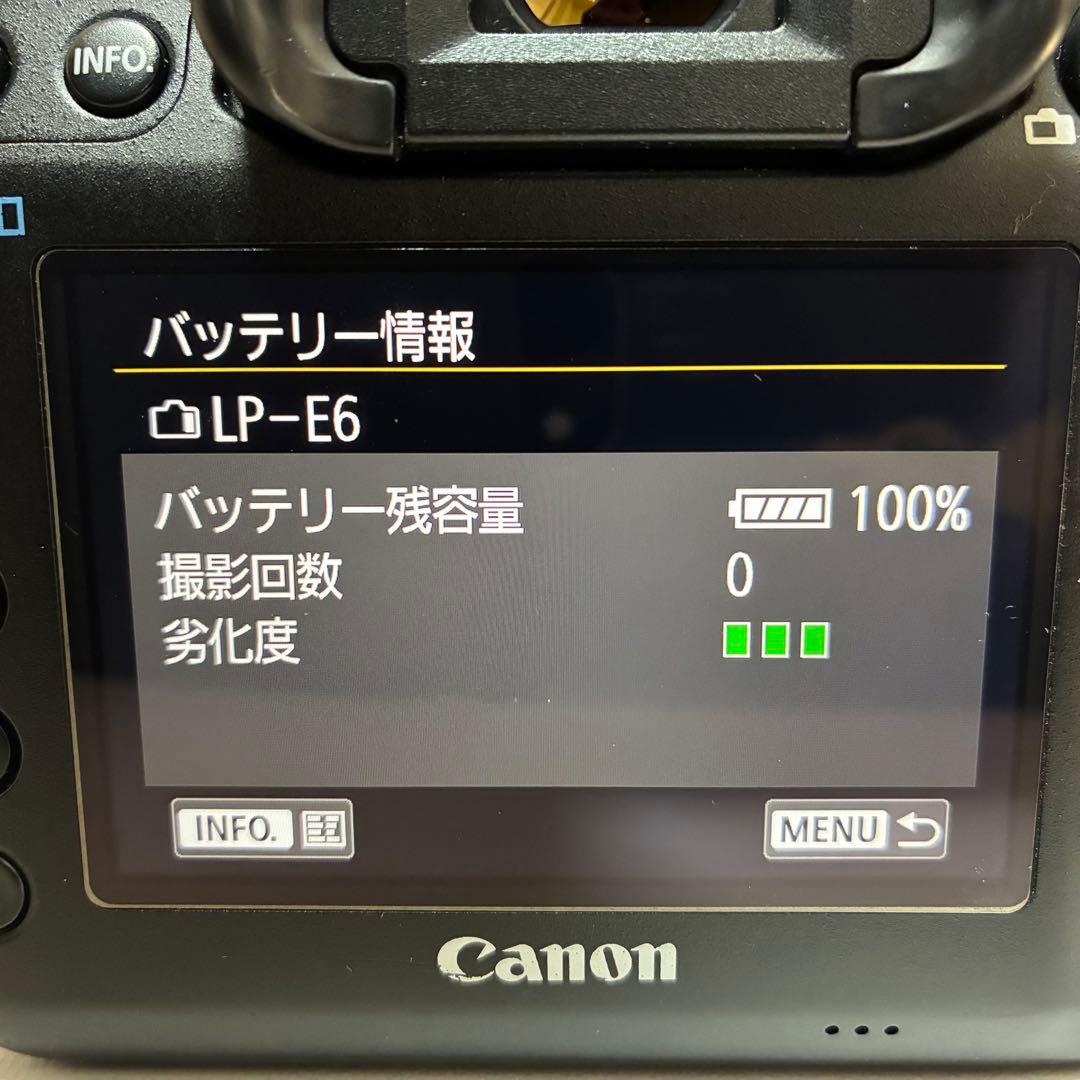 INFO.
バッテリー情報
LP-E6
バッテリー残容量 100%
撮影回数 0
劣化度
INFO. MENU
Canon